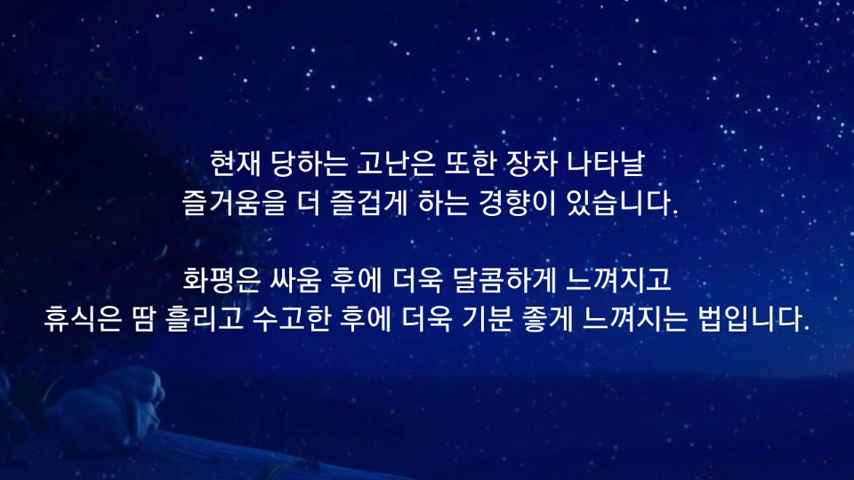 현재 당하는 고난은 또한 장차 나타날
즐거움을 더 즐겁게 하는 경향이 있습니다.
화평은 싸움 후에 더욱 달콤하게 느껴지고
휴식은 땀 흘리고 수고한 후에 더욱 기분 좋게 느껴지는 법입니다.